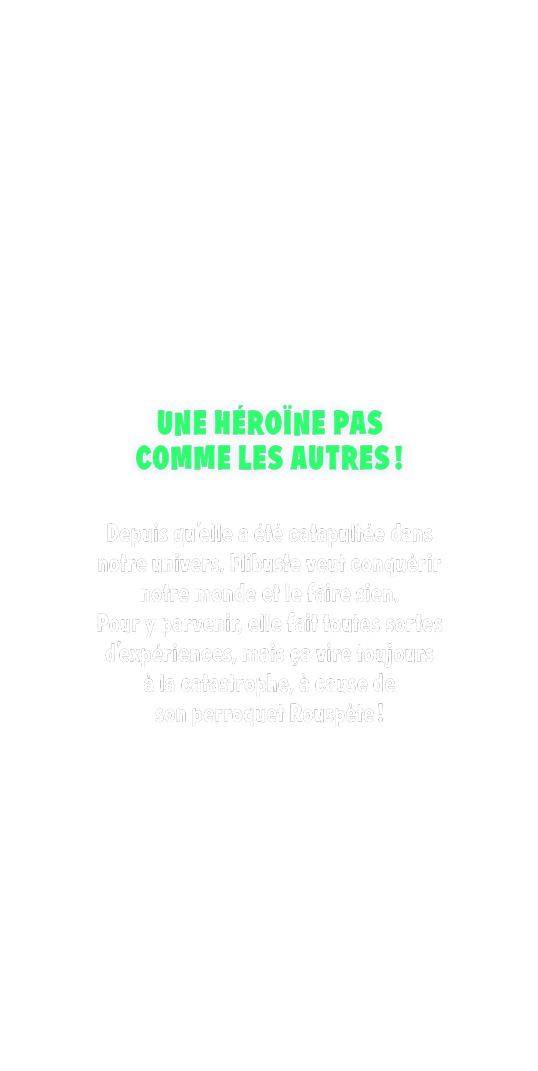 UNE HÉROÏNE PAS
COMME LES AUTRES !
Depuis qu'elle a été catapultée dans
notre univers, Flibuste veut conquérir
notre monde et le faire sien.
Pour y parvenir, elle fait toutes sortes
d'expériences, mais ça vire toujours
à la catastrophe, à cause de
son perroquet Rouspète !